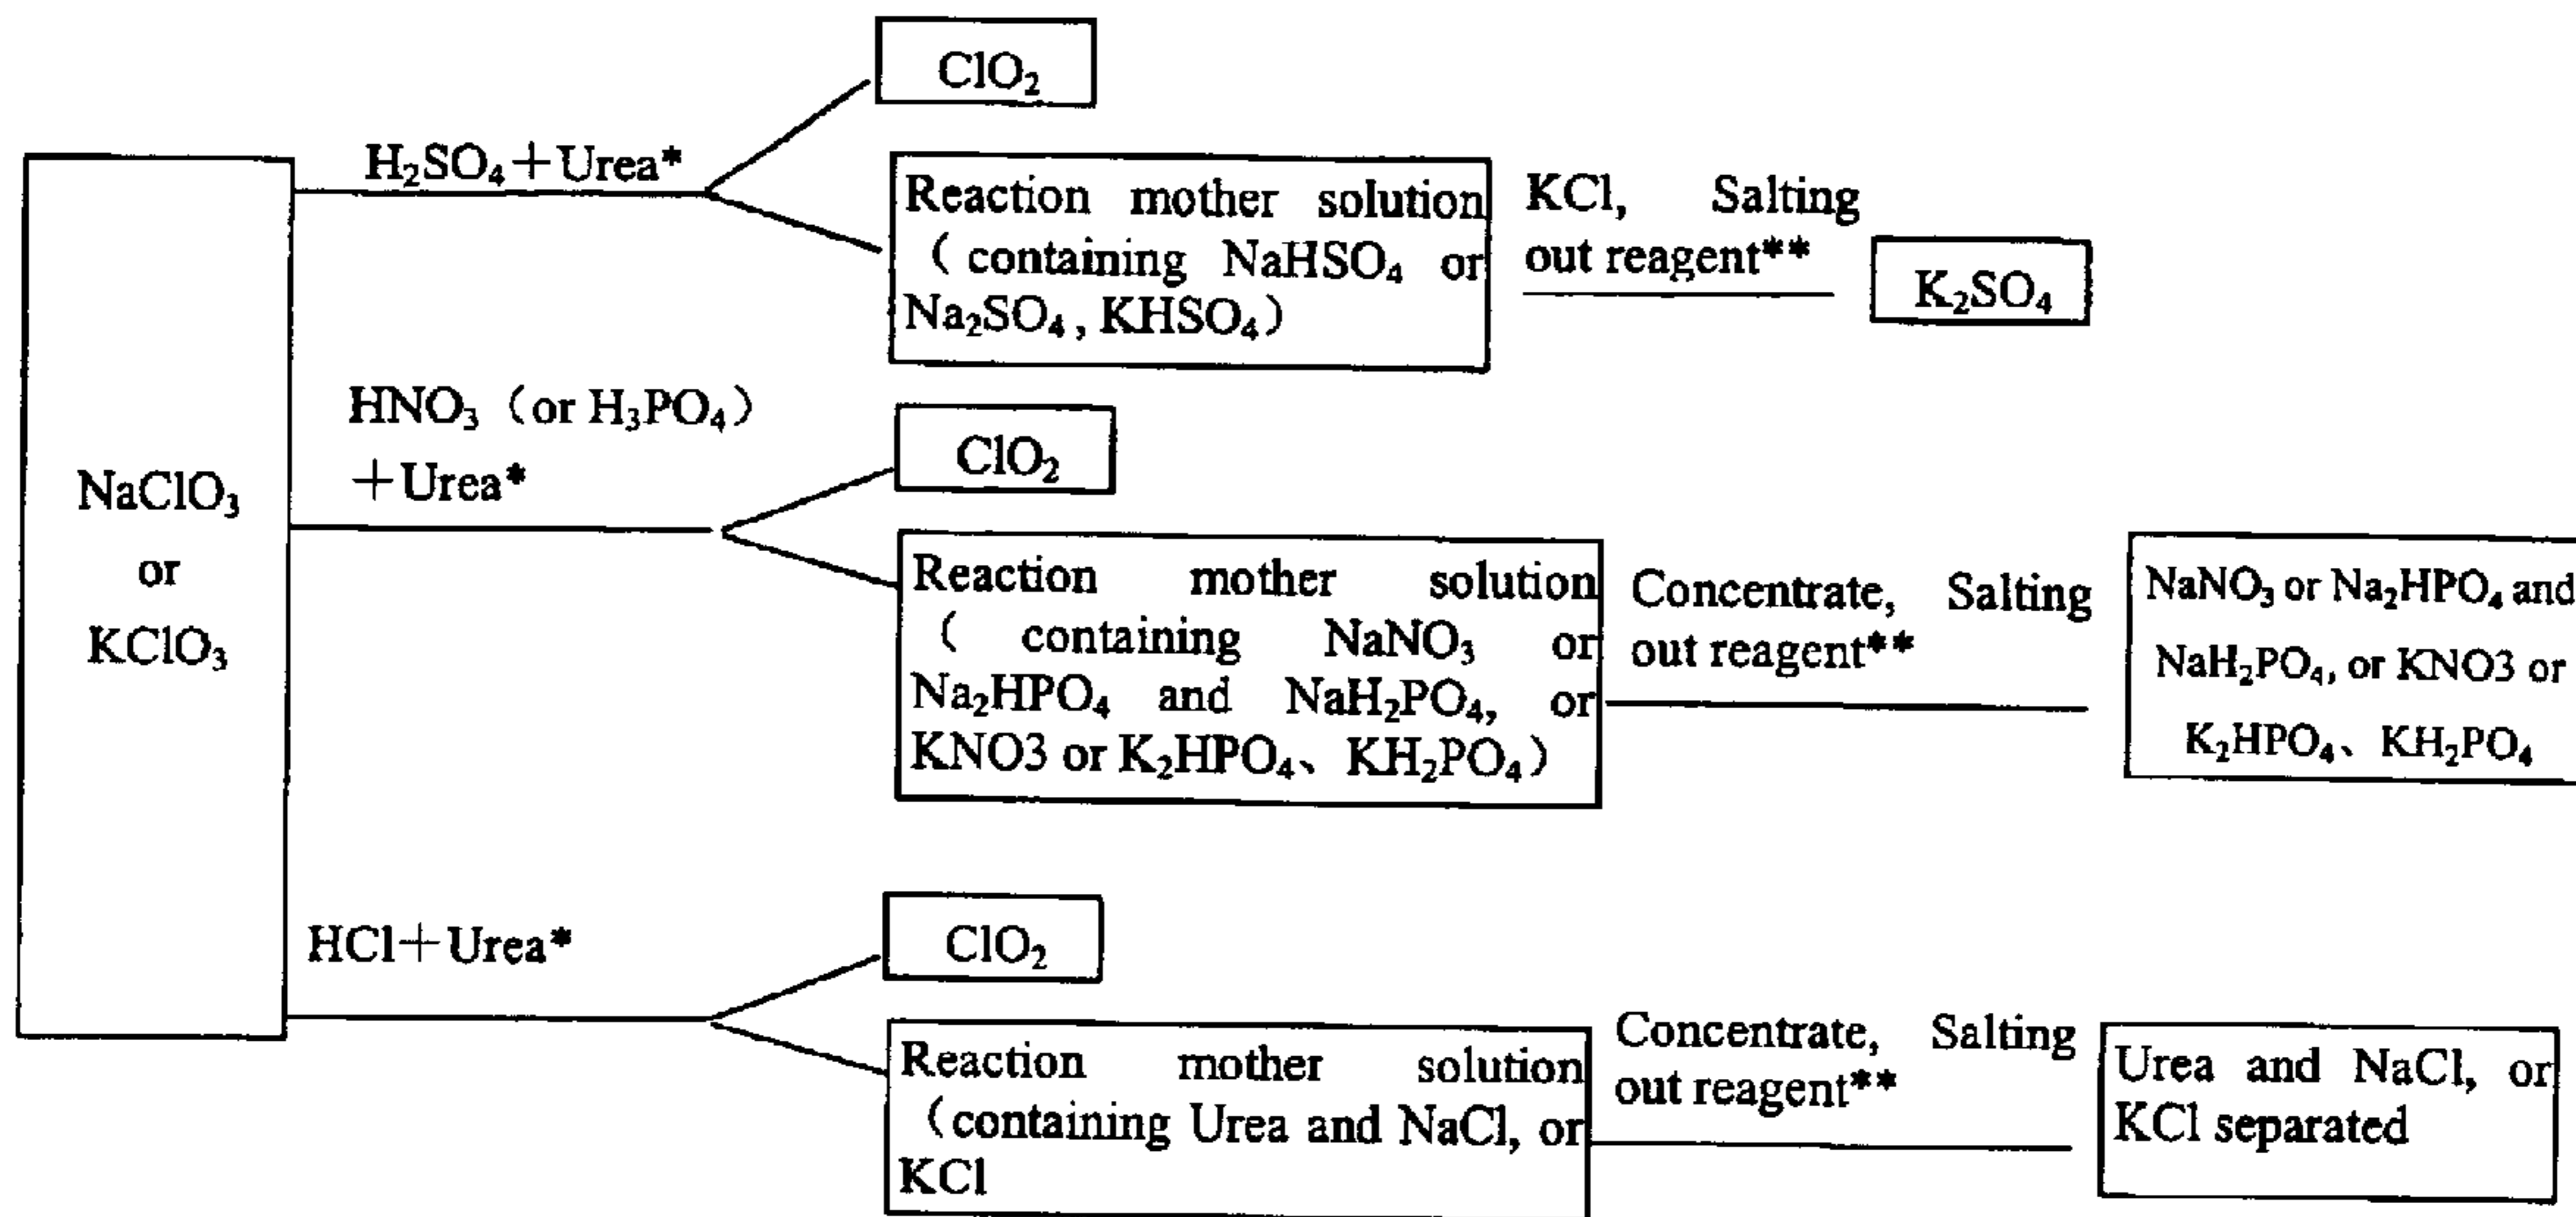 NaClO₃
or
KClO₃
H₂SO₄+Urea*
ClO₂
Reaction mother solution
( containing NaHSO₄ or
Na₂SO₄, KHSO₄)
KCl, Salting
out reagent**
K₂SO₄
HNO₃ (or H₃PO₄)
+Urea*
ClO₂
Reaction mother solution
( containing NaNO₃ or
Na₂HPO₄ and NaH₂PO₄, or
KNO3 or K₂HPO₄、KH₂PO₄)
Concentrate, Salting
out reagent**
NaNO₃ or Na₂HPO₄ and
NaH₂PO₄, or KNO3 or
K₂HPO₄、KH₂PO₄
HCl+Urea*
ClO₂
Reaction mother solution
(containing Urea and NaCl, or
KCl
Concentrate, Salting
out reagent**
Urea and NaCl, or
KCl separated